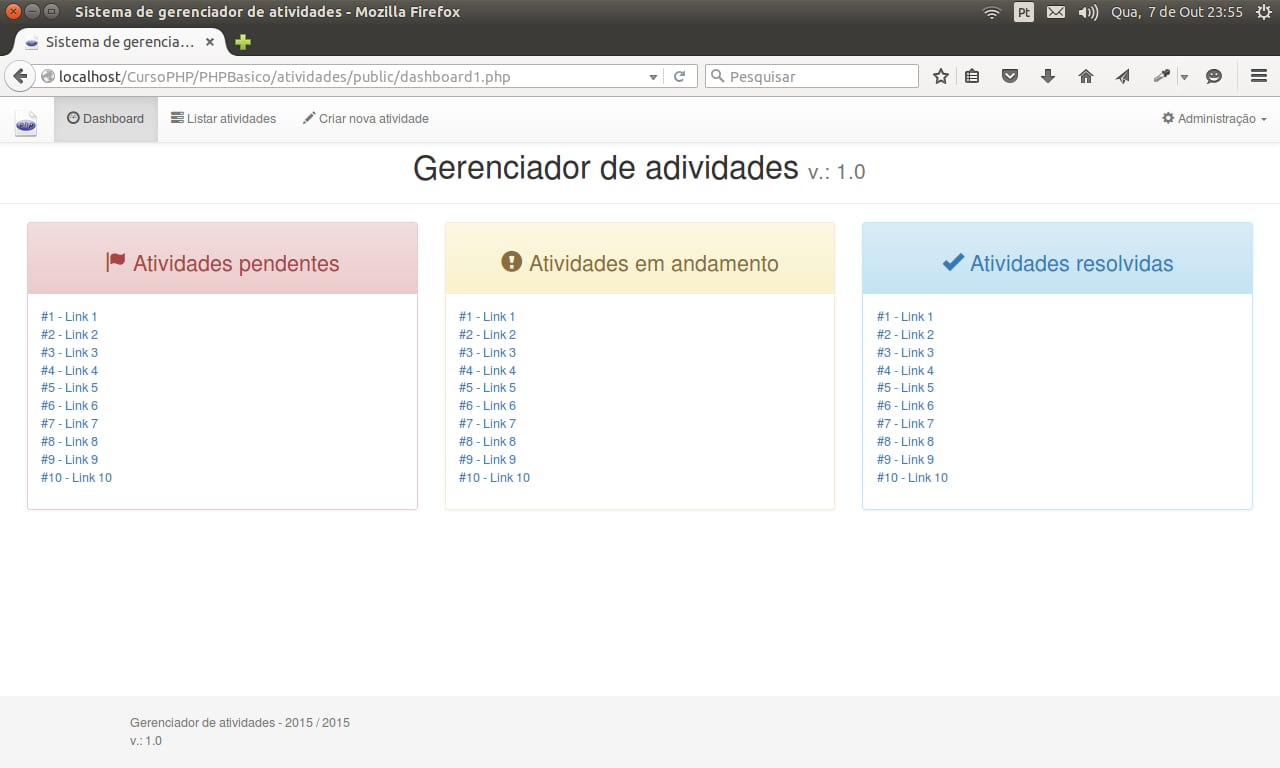 Sistema de gerenciador de atividades - Mozilla Firefox
Pt
Qua, 7 de Out 23:55
Sistema de gerencia...
localhost/CursoPHP/PHPBasico/atividades/public/dashboard1.php
Pesquisar
php
Dashboard
Listar atividades
Criar nova atividade
Administração
Gerenciador de adividades v.: 1.0
Atividades pendentes
#1 - Link 1
#2 - Link 2
#3 - Link 3
#4 - Link 4
#5 - Link 5
#6 - Link 6
#7 - Link 7
#8 - Link 8
#9 - Link 9
#10 - Link 10
Atividades em andamento
#1 - Link 1
#2 - Link 2
#3 - Link 3
#4 - Link 4
#5 - Link 5
#6 - Link 6
#7 - Link 7
#8 - Link 8
#9 - Link 9
#10 - Link 10
Atividades resolvidas
#1 - Link 1
#2 - Link 2
#3 - Link 3
#4 - Link 4
#5 - Link 5
#6 - Link 6
#7 - Link 7
#8 - Link 8
#9 - Link 9
#10 - Link 10
Gerenciador de atividades - 2015 / 2015
v.: 1.0